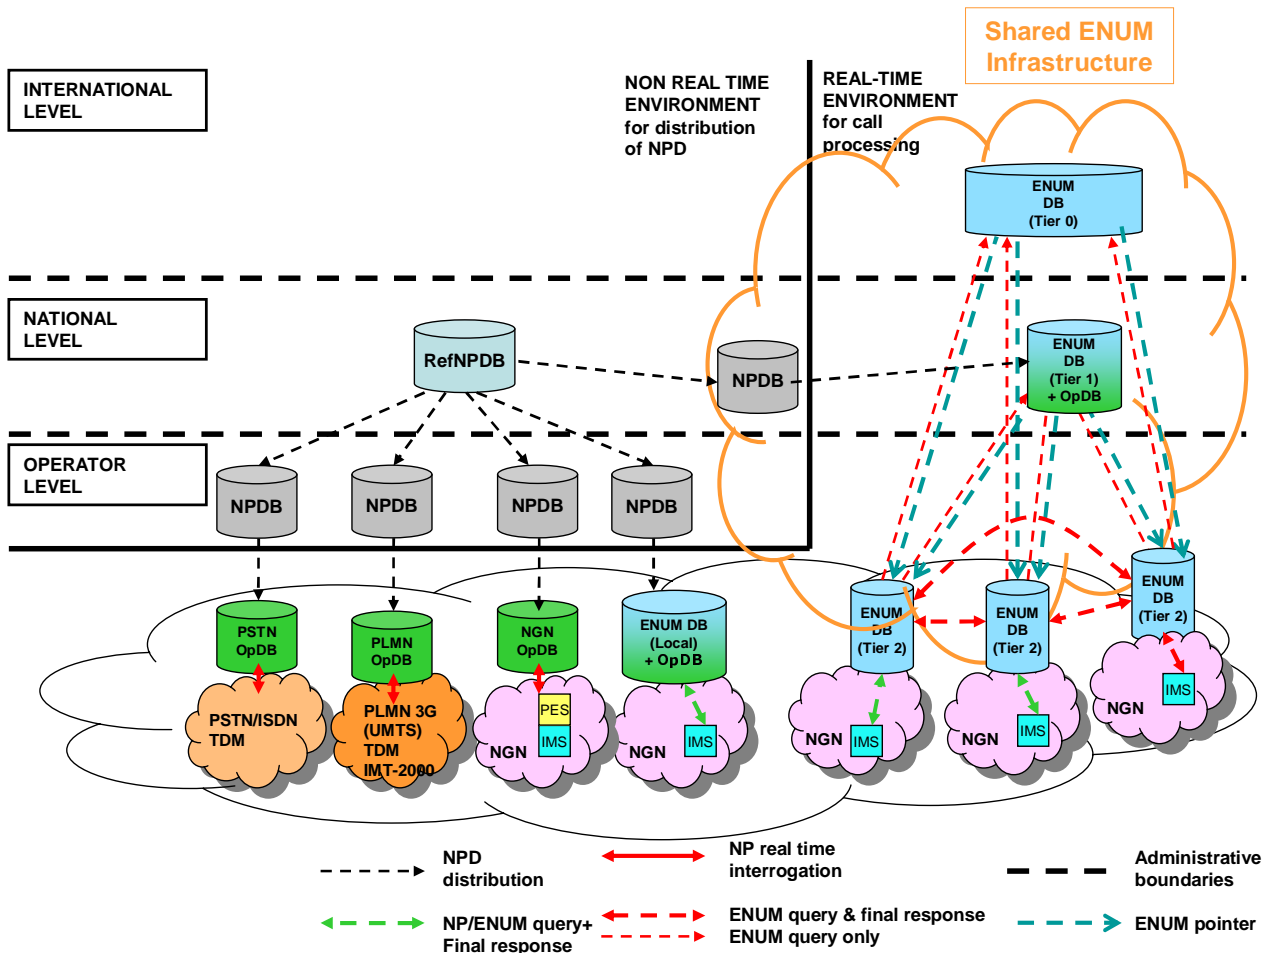 Shared ENUM
Infrastructure
INTERNATIONAL
LEVEL
NON REAL TIME
ENVIRONMENT
for distribution
of NPD
REAL-TIME
ENVIRONMENT
for call
processing
ENUM
DB
(Tier 0)
NATIONAL
LEVEL
RefNPDB
NPDB
ENUM
DB
(Tier 1)
+ OpDB
OPERATOR
LEVEL
NPDB
NPDB
NPDB
NPDB
PSTN
OpDB
PLMN
OpDB
NGN
OpDB
ENUM DB
(Local)
+ OpDB
ENUM
DB
(Tier 2)
ENUM
DB
(Tier 2)
ENUM
DB
(Tier 2)
PSTN/ISDN
TDM
PLMN 3G
(UMTS)
TDM
IMT-2000
PES
IMS
NGN
IMS
NGN
IMS
NGN
IMS
NGN
IMS
NGN
NPD
distribution
NP real time
interrogation
Administrative
boundaries
NP/ENUM query+
Final response
ENUM query & final response
ENUM query only
ENUM pointer